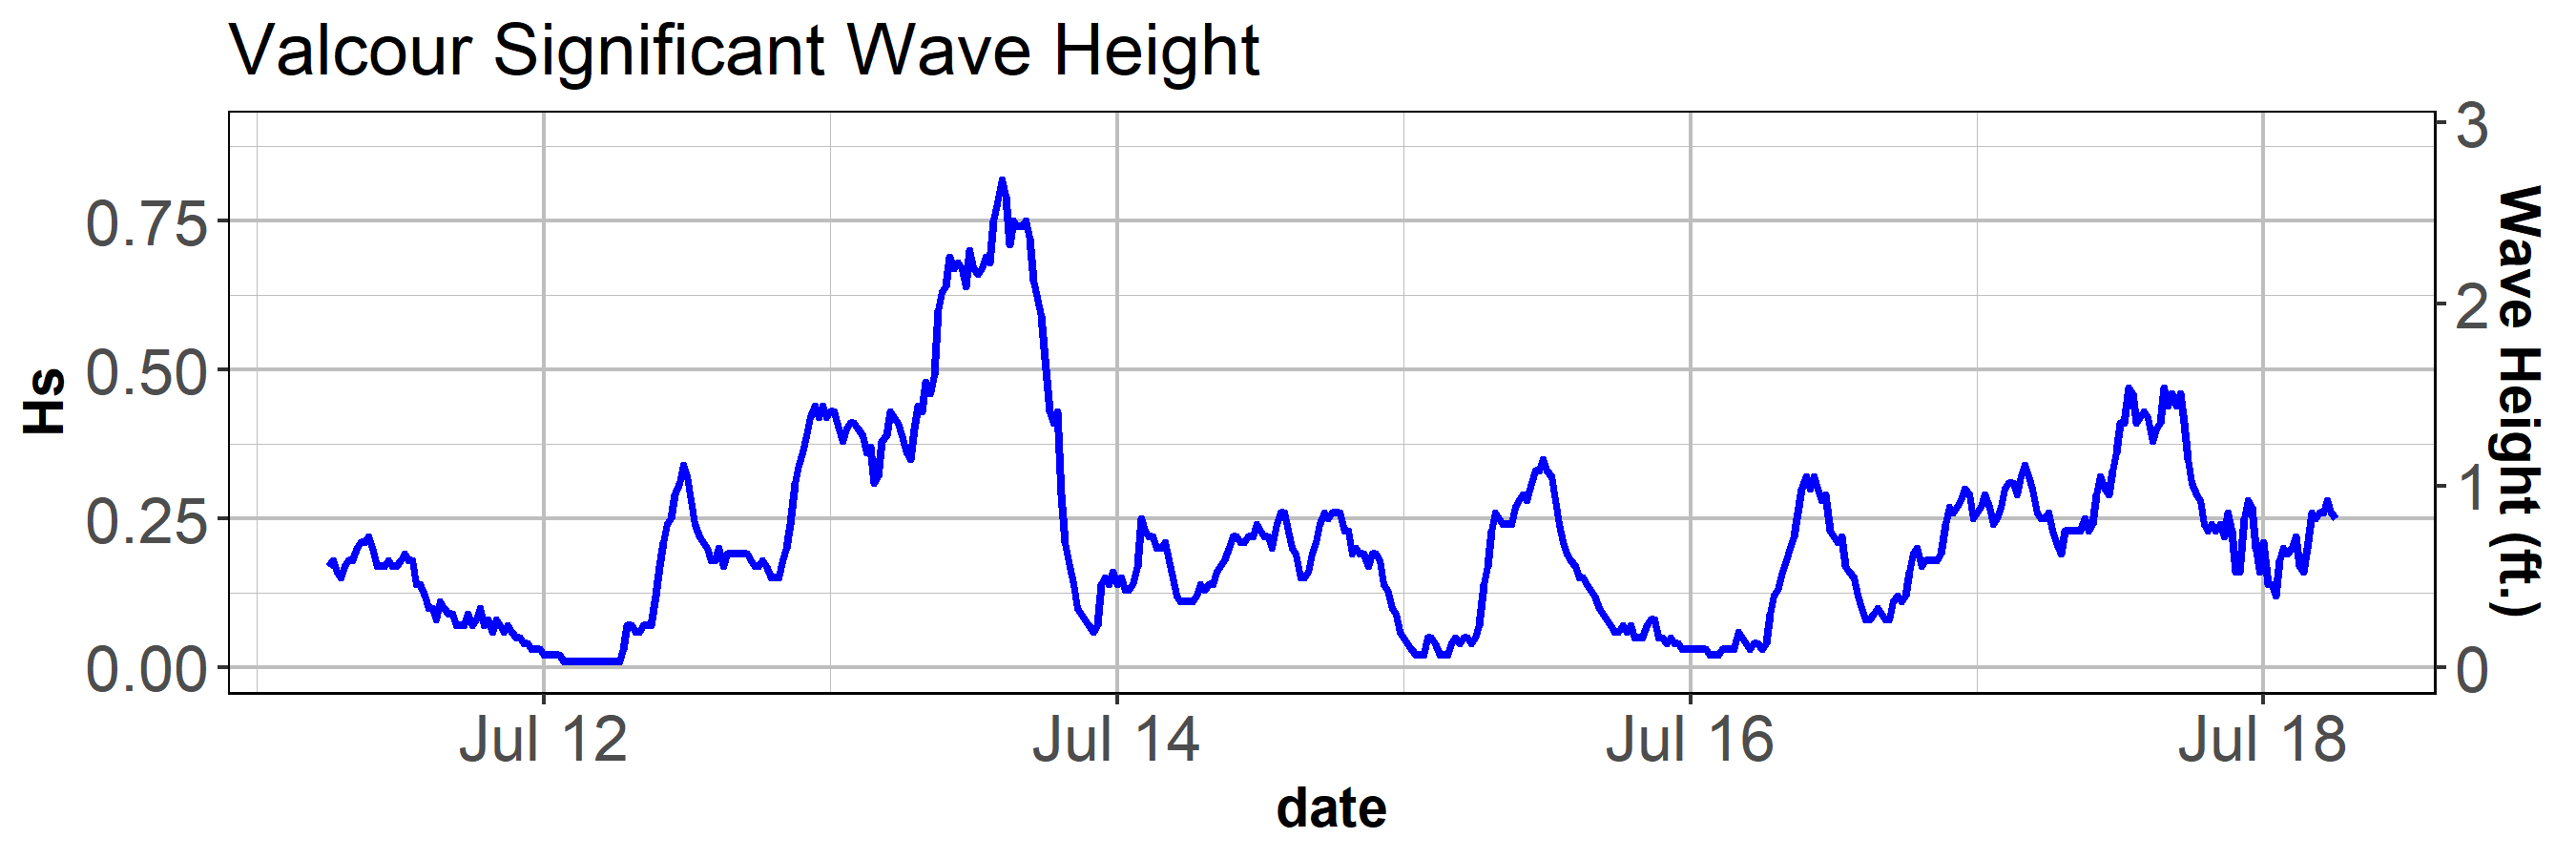 Valcour Significant Wave Height
Hs
0.75
0.50
0.25
0.00
3
2
1
0
Wave Height (ft.)
Jul 12
Jul 14
Jul 16
Jul 18
date